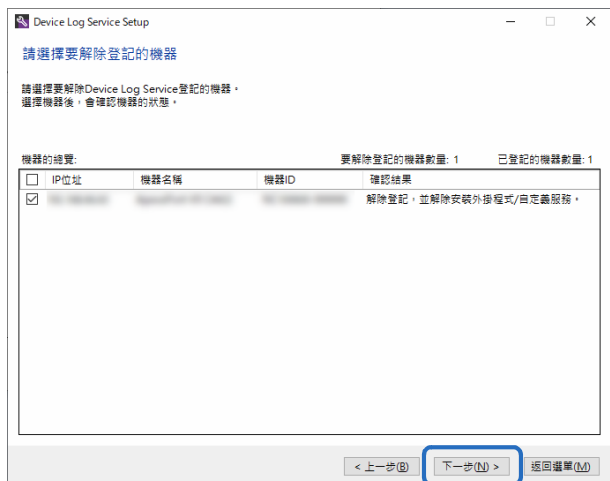 Device Log Service Setup
請選擇要解除登記的機器
請選擇要解除Device Log Service登記的機器。
選擇機器後，會確認機器的狀態。
機器的總覽: 要解除登記的機器數量: 1 已登記的機器數量: 1
IP位址 機器名稱 機器ID 確認結果
解除登記，並解除安裝外掛程式/自定義服務。
< 上一步(B) 下一步(N) > 返回選單(M)